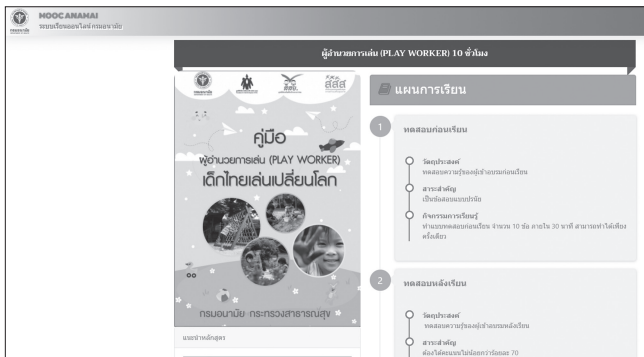 MOOC ANAMAI
ระบบเรียนออนไลน์กรมอนามัย
ผู้อำนวยการเล่น (PLAY WORKER) 10 ชั่วโมง
สสส
คู่มือ
ผู้อำนวยการเล่น (PLAY WORKER)
เด็กไทยเล่นเปลี่ยนโลก
กรมอนามัย กระทรวงสาธารณสุข
แนะนำหลักสูตร
แผนการเรียน
1
ทดสอบก่อนเรียน
วัตถุประสงค์
ทดสอบความรู้ของผู้เข้าอบรมก่อนเรียน
สาระสำคัญ
เป็นข้อสอบแบบปรนัย
กิจกรรมการเรียนรู้
ทำแบบทดสอบก่อนเรียน จำนวน 10 ข้อ ภายใน 30 นาที สามารถทำได้เพียง
ครั้งเดียว
2
ทดสอบหลังเรียน
วัตถุประสงค์
ทดสอบความรู้ของผู้เข้าอบรมหลังเรียน
สาระสำคัญ
ต้องได้คะแนนไม่น้อยกว่าร้อยละ 70